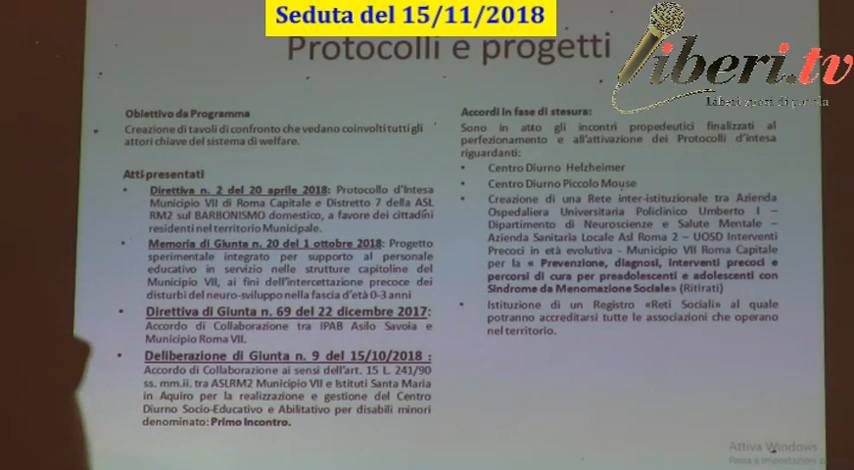 Seduta del 15/11/2018
Protocolli e progetti
liberi.tv
Obiettivo da Programma
• Creazione di tavoli di confronto che vedano coinvolti tutti gli
attori chiave del sistema di welfare.
Atti presentati
• Direttiva n. 2 del 20 aprile 2018: Protocollo d'Intesa
Municipio VII di Roma Capitale e Distretto 7 della ASL
RM2 sul BARBONISMO domestico, a favore dei cittadini
residenti nel territorio Municipale.
• Memoria di Giunta n. 20 del 1 ottobre 2018: Progetto
sperimentale integrato per supporto al personale
educativo in servizio nelle strutture capitoline del
Municipio VII, ai fini dell'intercettazione precoce dei
disturbi del neuro-sviluppo nella fascia d'età 0-3 anni
• Direttiva di Giunta n. 69 del 22 dicembre 2017:
Accordo di Collaborazione tra IPAB Asilo Savoia e
Municipio Roma VII.
• Deliberazione di Giunta n. 9 del 15/10/2018 :
Accordo di Collaborazione ai sensi dell'art. 15 L. 241/90
ss. mm.ii. tra ASLRM2 Municipio VII e Istituti Santa Maria
in Aquiro per la realizzazione e gestione del Centro
Diurno Socio-Educativo e Abilitativo per disabili minori
denominato: Primo Incontro.
Accordi in fase di stesura:
Sono in atto gli incontri propedeutici finalizzati al
perfezionamento e all'attivazione dei Protocolli d'intesa
riguardanti:
• Centro Diurno Helzheimer
• Centro Diurno Piccolo Mouse
• Creazione di una Rete inter-istituzionale tra Azienda
Ospedaliera Universitaria Policlinico Umberto I –
Dipartimento di Neuroscienze e Salute Mentale –
Azienda Sanitaria Locale Asl Roma 2 – UOSD Interventi
Precoci in età evolutiva - Municipio VII Roma Capitale
per la « Prevenzione, diagnosi, interventi precoci e
percorsi di cura per preadolescenti e adolescenti con
Sindrome da Menomazione Sociale» (Ritirati)
• Istituzione di un Registro «Reti Sociali» al quale
potranno accreditarsi tutte le associazioni che operano
nel territorio.
Attiva Windows